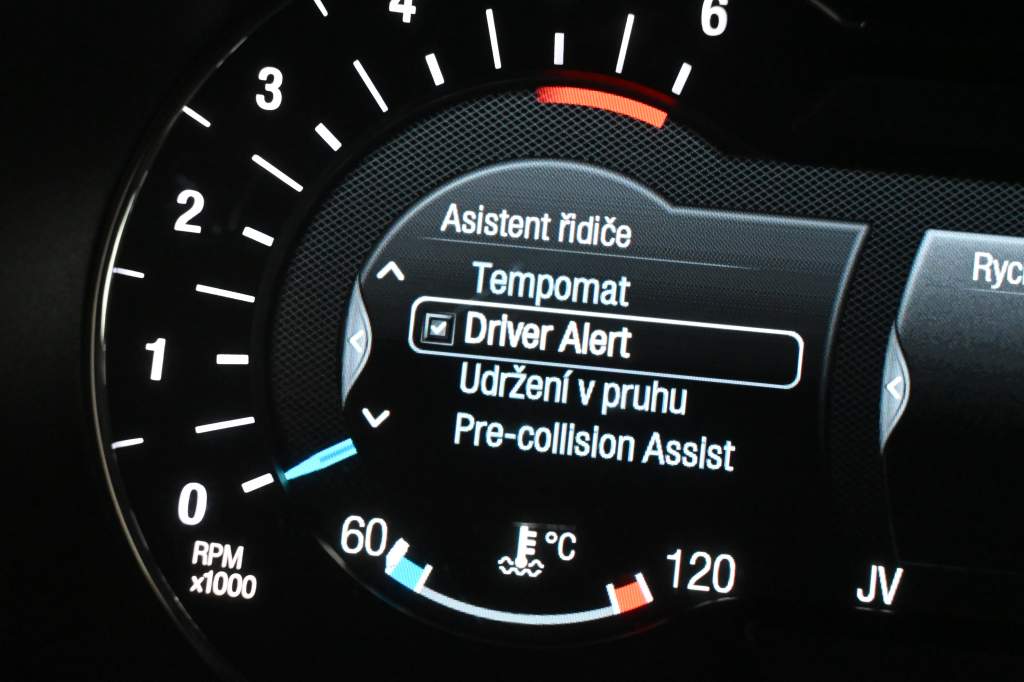 4
6
3
2
1
0
RPM
x1000
Asistent řidiče
Tempomat
Driver Alert
Udržení v pruhu
Pre-collision Assist
60
°C
120
JV